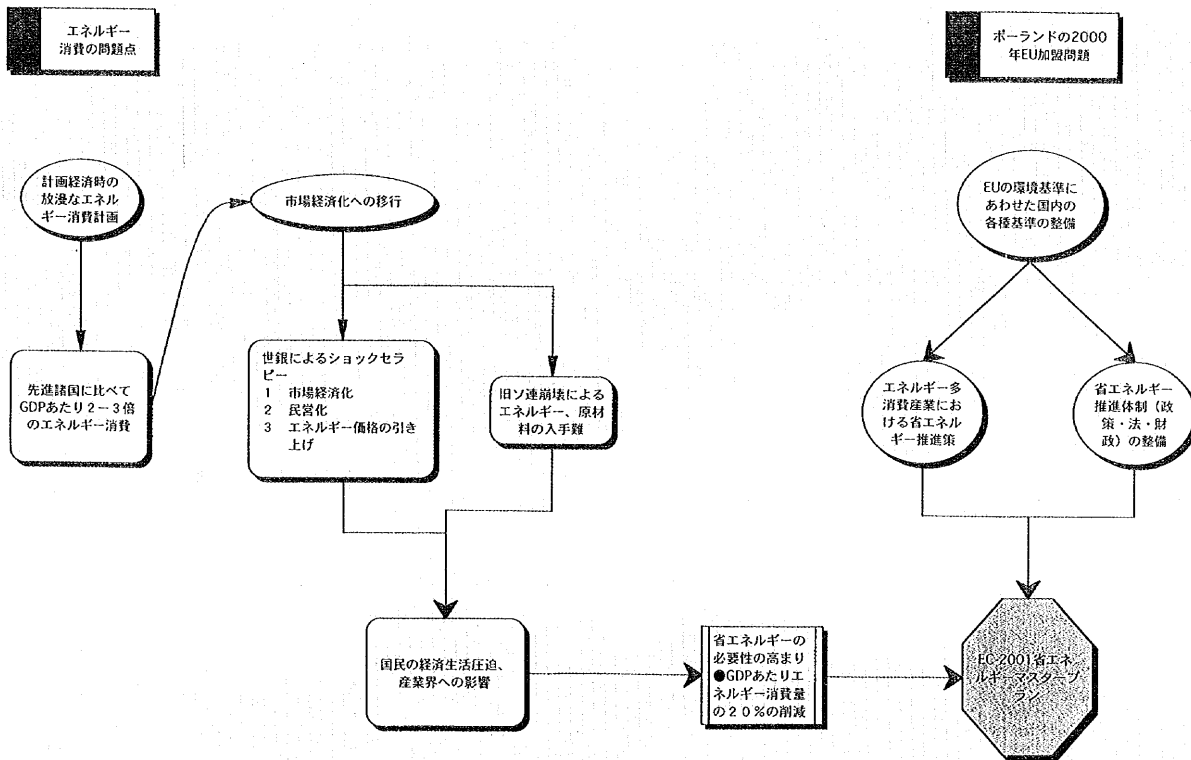 エネルギー
消費の問題点
ポーランドの2000
年EU加盟問題
計画経済時の
放漫なエネル
ギー消費計画
市場経済化への移行
EUの環境基準に
あわせた国内の
各種基準の整備
先進諸国に比べて
GDPあたり2－3倍
のエネルギー消費
世銀によるショックセラ
ピー
1 市場経済化
2 民営化
3 エネルギー価格の引き
上げ
旧ソ連崩壊による
エネルギー、原材
料の入手難
エネルギー多
消費産業にお
ける省エネル
ギー推進策
省エネルギー
推進体制（政
策・法・財
政）の整備
国民の経済生活圧迫、
産業界への影響
省エネルギーの
必要性の高まり
●GDPあたりエ
ネルギー消費量
の20％の削減
EC-2001省エネ
ルギーマスタープ
ラン